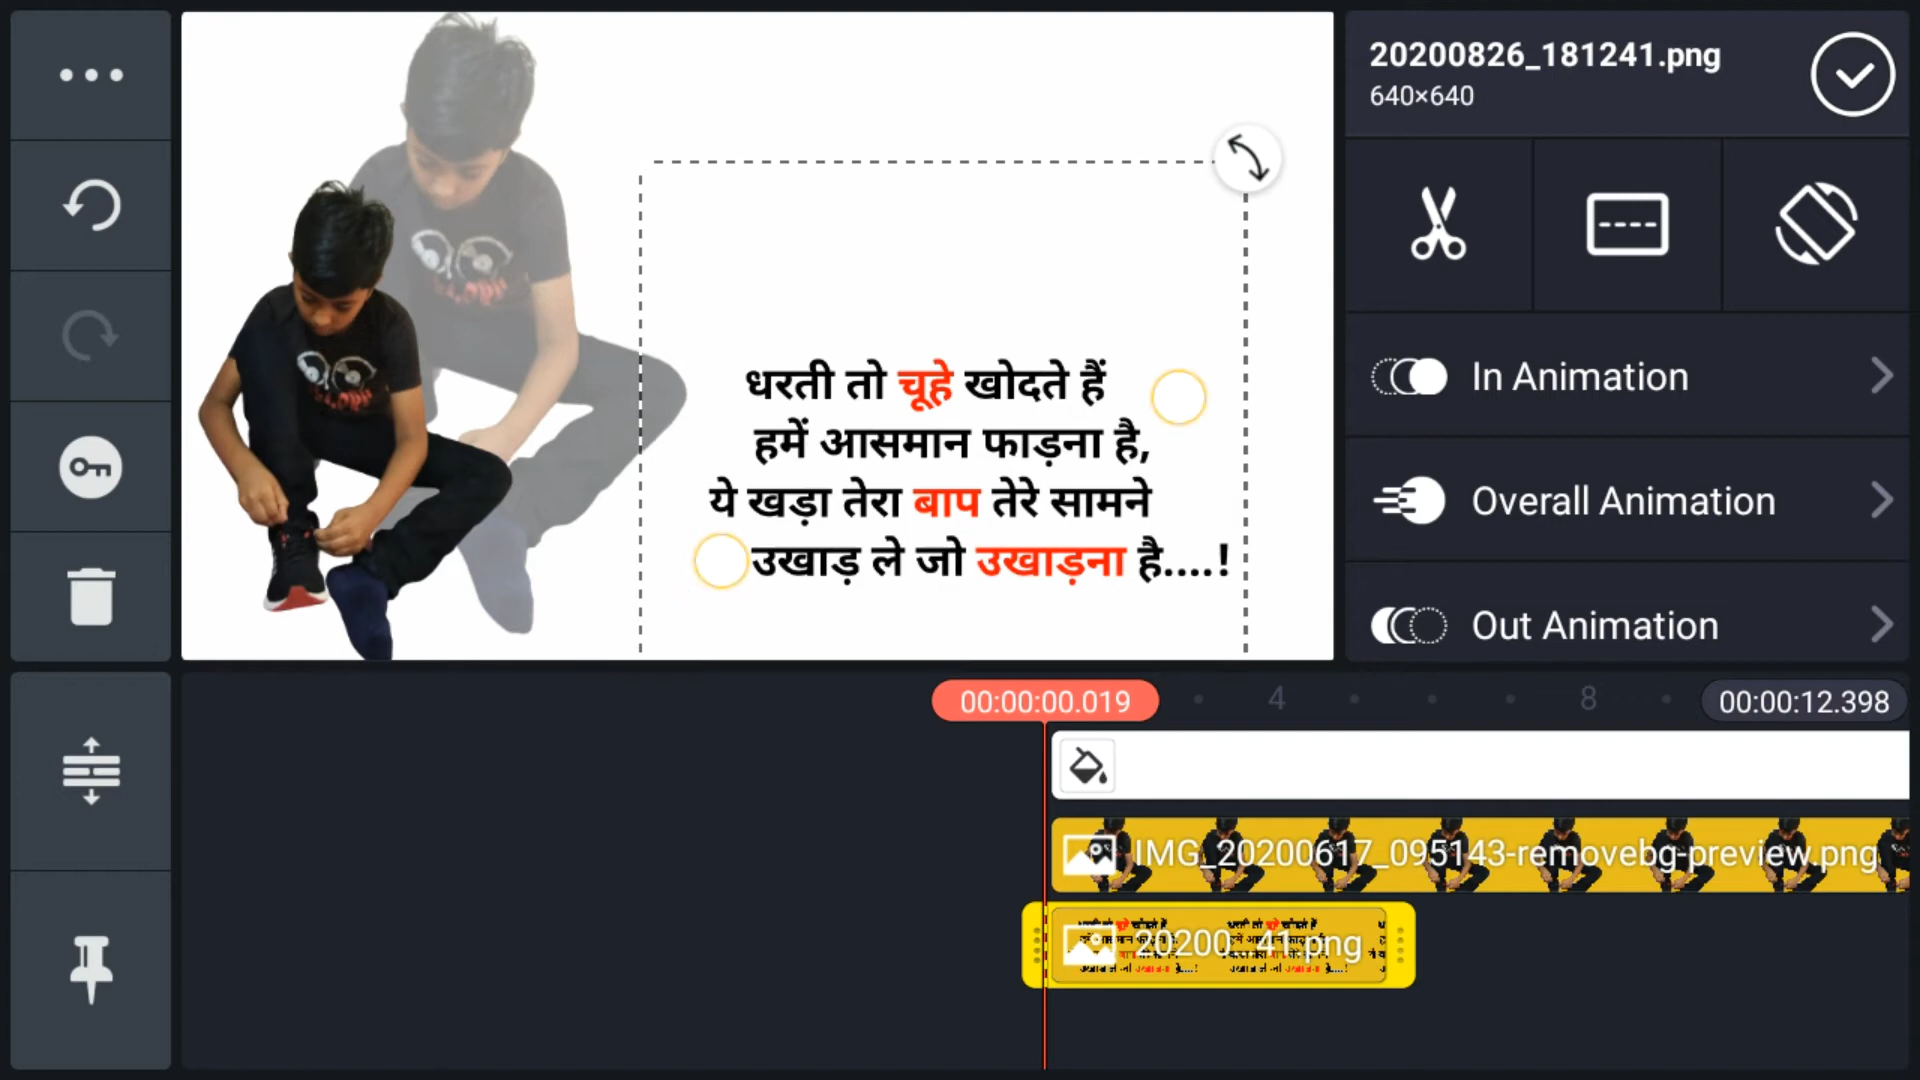 20200826_181241.png
640×640
धरती तो चूहे खोदते हैं
हमें आसमान फाड़ना है,
ये खड़ा तेरा बाप तेरे सामने
उखाड़ ले जो उखाड़ना है....!
In Animation
Overall Animation
Out Animation
00:00:00.019
4
8
00:00:12.398
IMG_20200617_095143-removebg-preview.png
20200...41.png